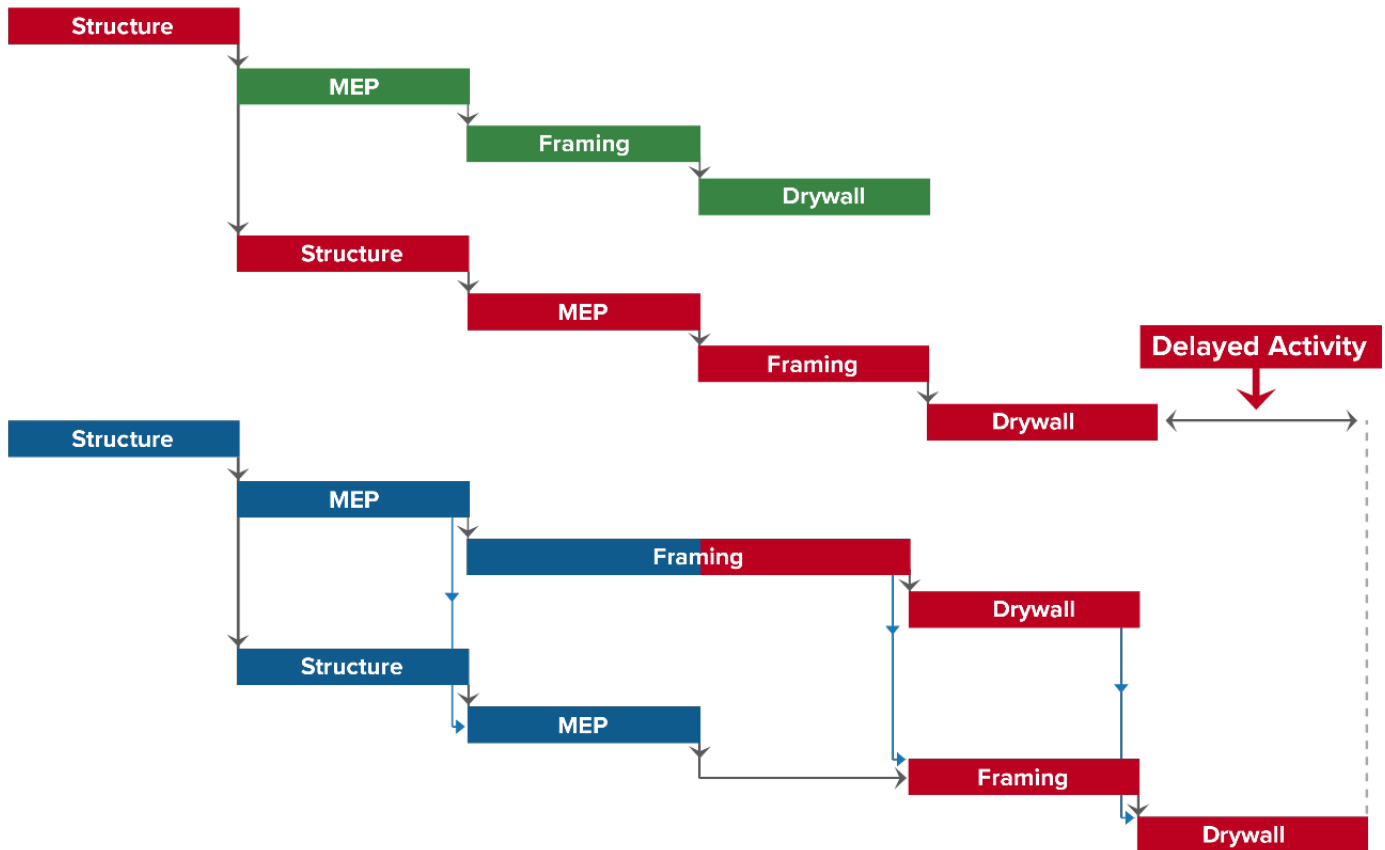 Structure
MEP
Framing
Drywall
Structure
MEP
Delayed Activity
Framing
Drywall
Structure
MEP
Framing
Drywall
Structure
MEP
Framing
Drywall